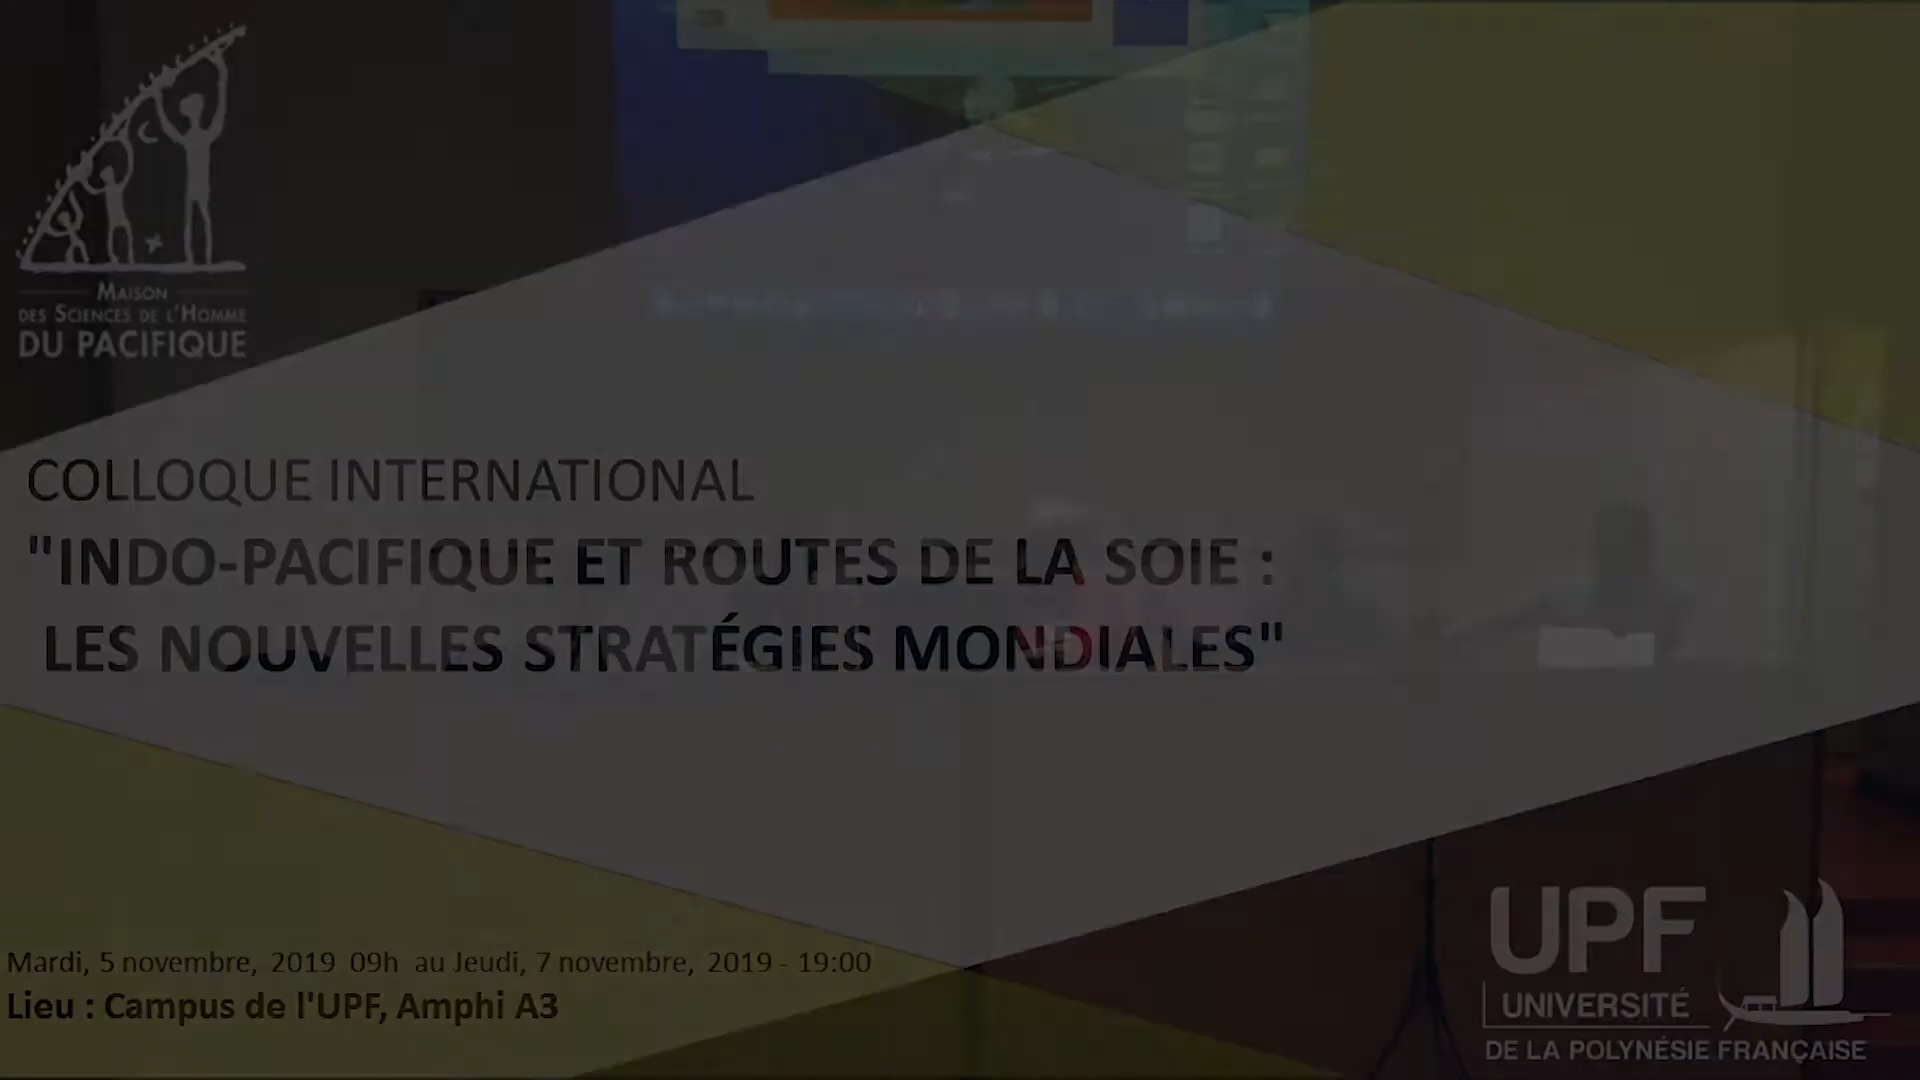 MAISON
DES SCIENCES DE L'HOMME
DU PACIFIQUE
COLLOQUE INTERNATIONAL
"INDO-PACIFIQUE ET ROUTES DE LA SOIE :
LES NOUVELLES STRATÉGIES MONDIALES"
Mardi, 5 novembre, 2019 09h au Jeudi, 7 novembre, 2019 - 19:00
Lieu : Campus de l'UPF, Amphi A3
UPF
UNIVERSITÉ
DE LA POLYNÉSIE FRANÇAISE